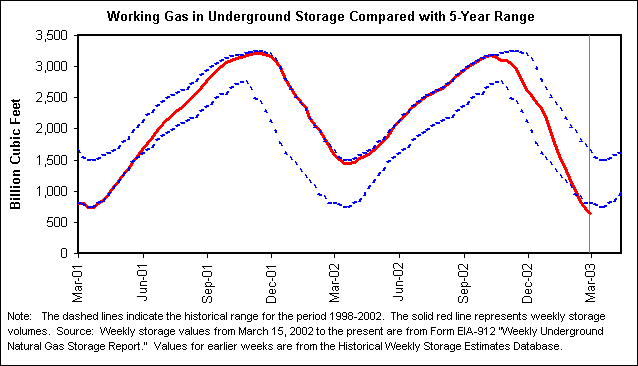 Working Gas in Underground Storage Compared with 5-Year Range
Billion Cubic Feet
3,500
3,000
2,500
2,000
1,500
1,000
500
0
Mar-01
Jun-01
Sep-01
Dec-01
Mar-02
Jun-02
Sep-02
Dec-02
Mar-03
Note: The dashed lines indicate the historical range for the period 1998-2002. The solid red line represents weekly storage
volumes. Source: Weekly storage values from March 15, 2002 to the present are from Form EIA-912 "Weekly Underground
Natural Gas Storage Report." Values for earlier weeks are from the Historical Weekly Storage Estimates Database.